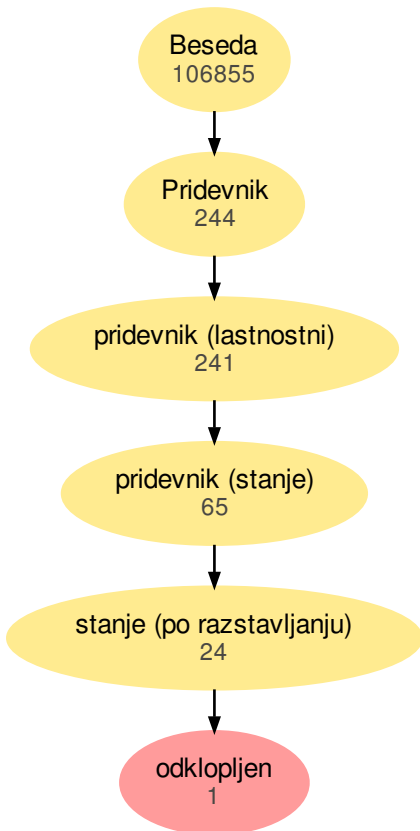 Beseda
106855
Pridevnik
244
pridevnik (lastnostni)
241
pridevnik (stanje)
65
stanje (po razstavljanju)
24
odklopljen
1